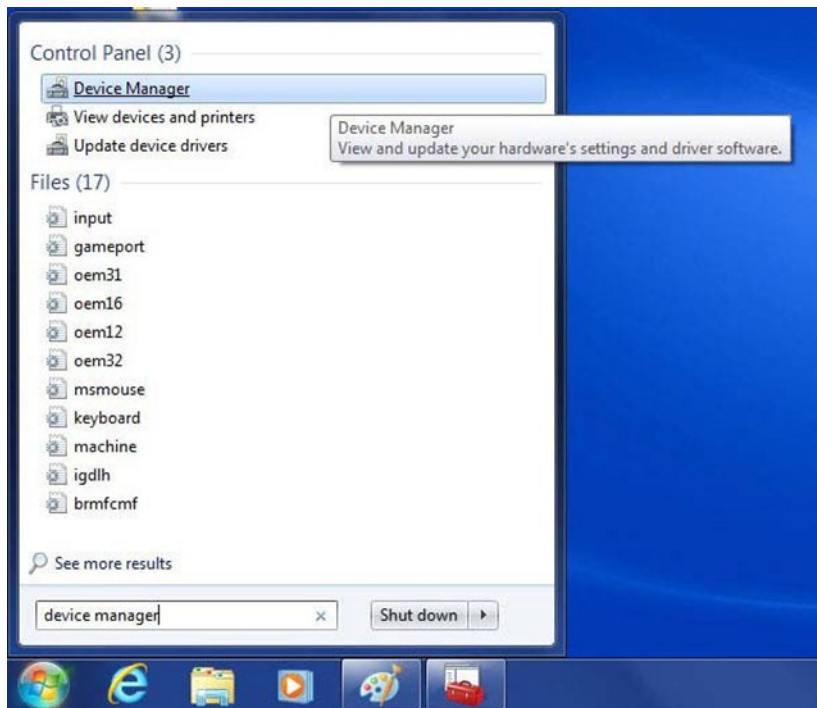 Control Panel (3)
Device Manager
View devices and printers
Update device drivers
Device Manager
View and update your hardware's settings and driver software.
Files (17)
input
gameport
oem31
oem16
oem12
oem32
msmouse
keyboard
machine
igdlh
brmfcmf
See more results
device manager
Shut down